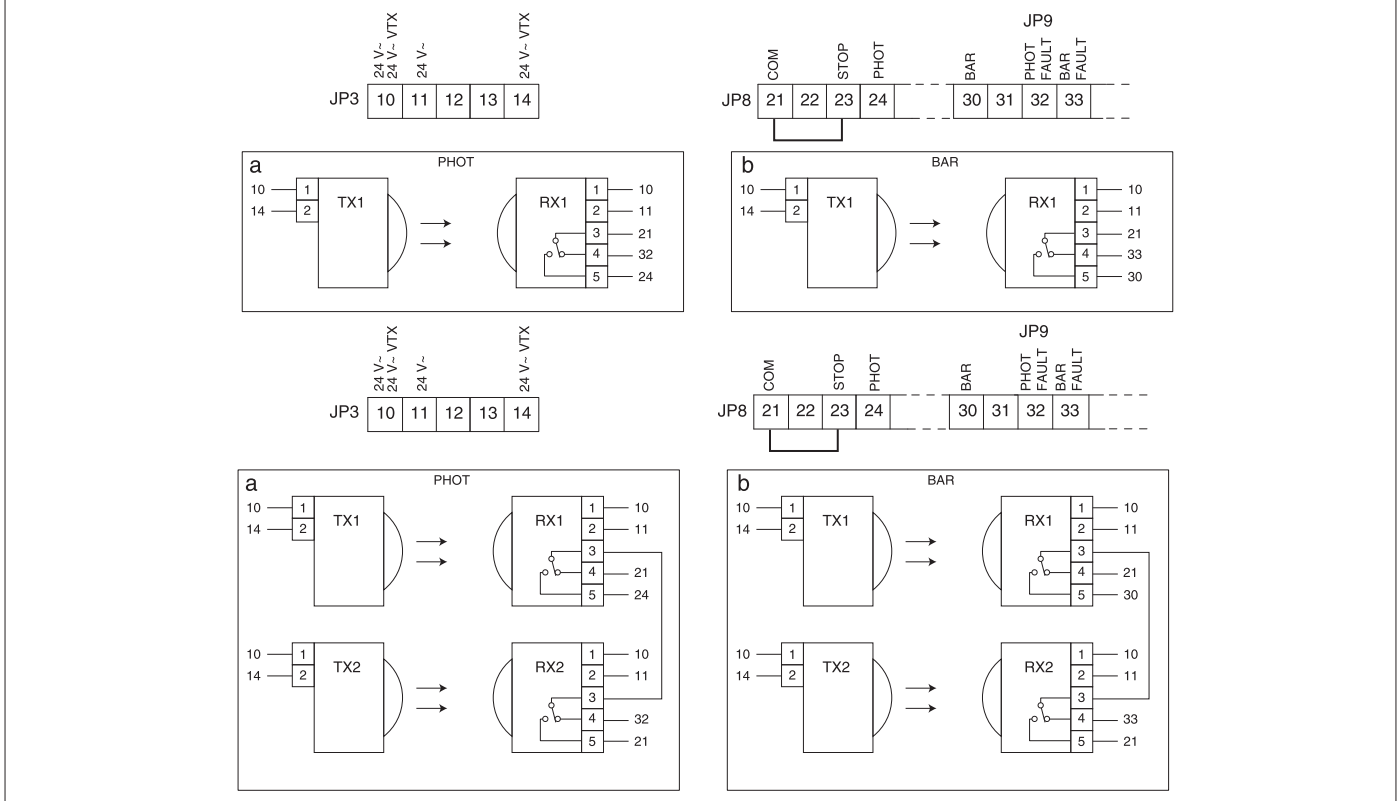 24 V~
24 V~ VTX
24 V~
24 V~ VTX
JP3 10 11 12 13 14
JP9
COM
STOP
PHOT
BAR
PHOT
FAULT
BAR
FAULT
JP8 21 22 23 24 30 31 32 33
a PHOT
10 1 TX1 RX1 1 10
14 2 2 11
3 21
4 32
5 24
b BAR
10 1 TX1 RX1 1 10
14 2 2 11
3 21
4 33
5 30
24 V~
24 V~ VTX
24 V~
24 V~ VTX
JP3 10 11 12 13 14
JP9
COM
STOP
PHOT
BAR
PHOT
FAULT
BAR
FAULT
JP8 21 22 23 24 30 31 32 33
a PHOT
10 1 TX1 RX1 1 10
14 2 2 11
3
4 21
5 24
10 1 TX2 RX2 1 10
14 2 2 11
3
4 32
5 21
b BAR
10 1 TX1 RX1 1 10
14 2 2 11
3
4 21
5 30
10 1 TX2 RX2 1 10
14 2 2 11
3
4 33
5 21